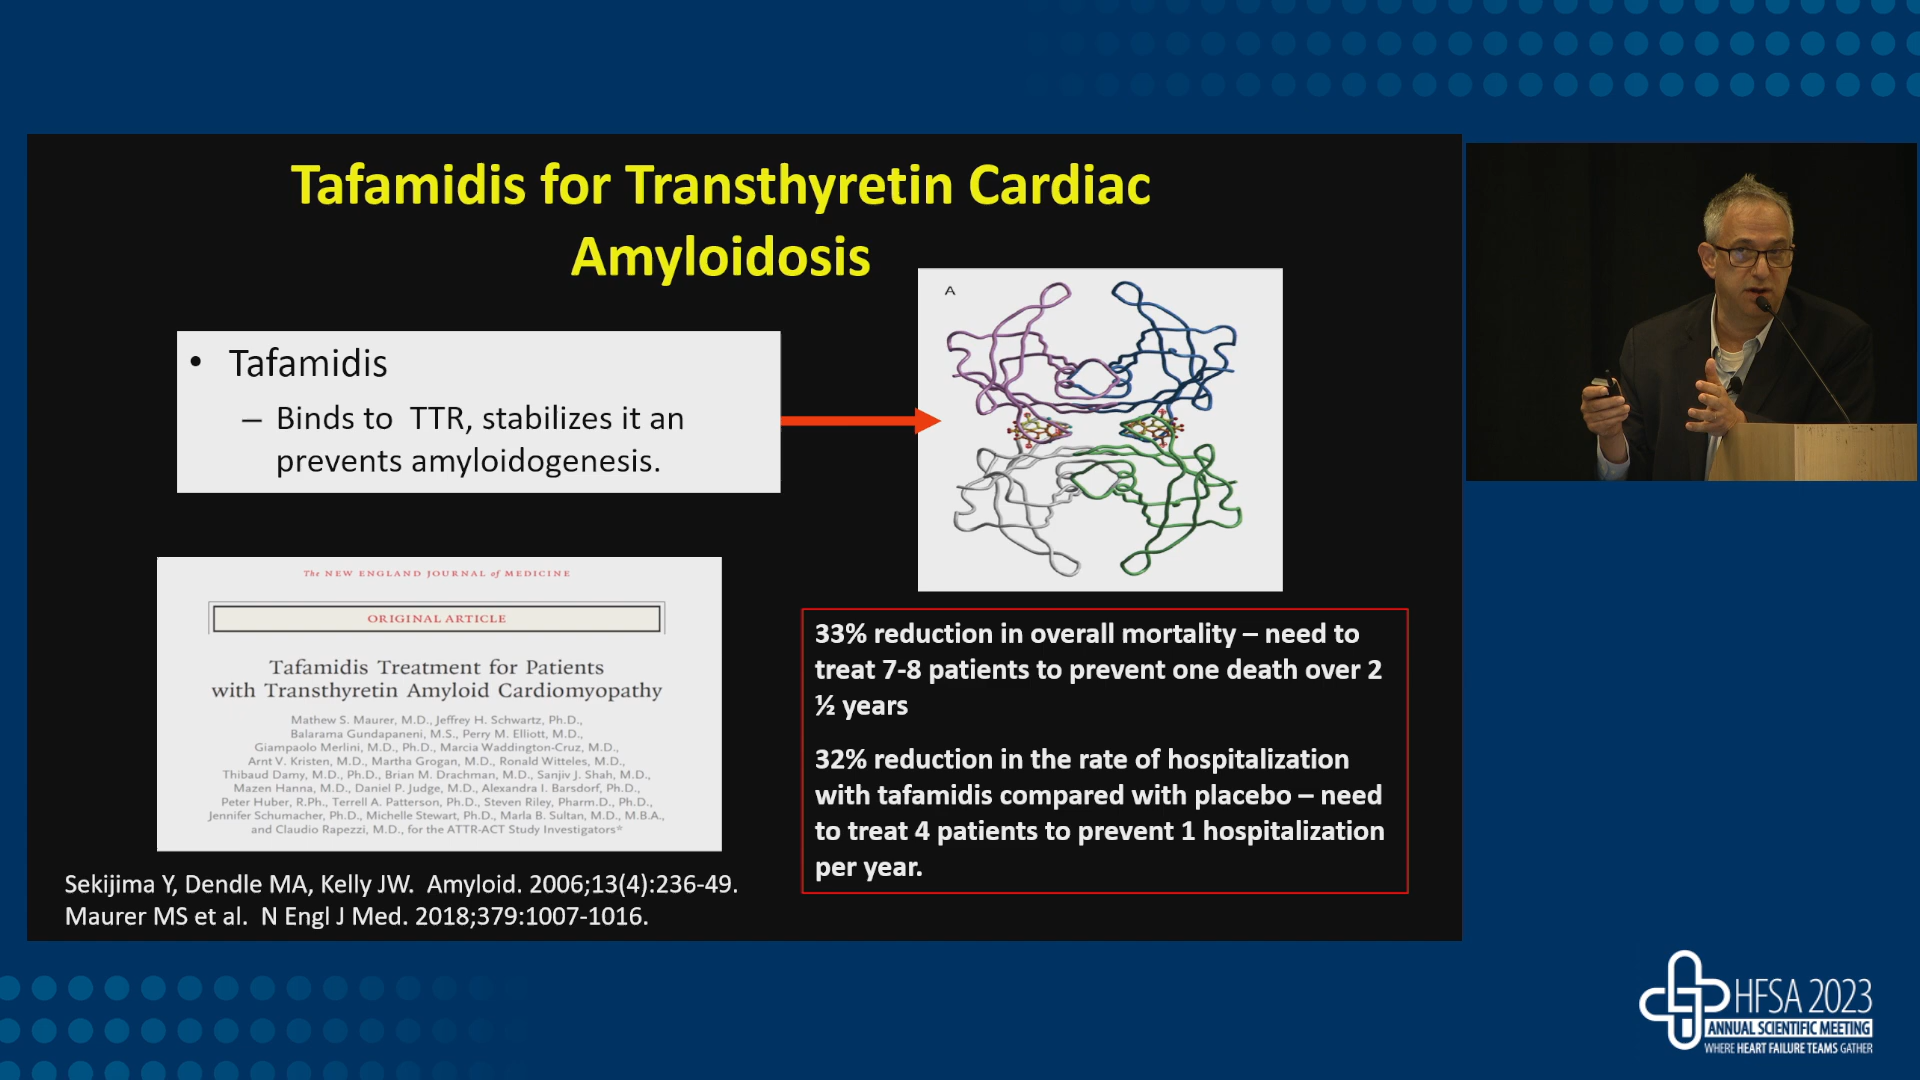 Tafamidis for Transthyretin Cardiac
Amyloidosis
• Tafamidis
– Binds to TTR, stabilizes it an
prevents amyloidogenesis.
A
The NEW ENGLAND JOURNAL of MEDICINE
ORIGINAL ARTICLE
Tafamidis Treatment for Patients
with Transthyretin Amyloid Cardiomyopathy
Mathew S. Maurer, M.D., Jeffrey H. Schwartz, Ph.D.,
Balarama Gundapaneni, M.S., Perry M. Elliott, M.D.,
Giampaolo Merlini, M.D., Ph.D., Marcia Waddington-Cruz, M.D.,
Arnt V. Kristen, M.D., Martha Grogan, M.D., Ronald Witteles, M.D.,
Thibaud Damy, M.D., Ph.D., Brian M. Drachman, M.D., Sanjiv J. Shah, M.D.,
Mazen Hanna, M.D., Daniel P. Judge, M.D., Alexandra I. Barsdorf, Ph.D.,
Peter Huber, R.Ph., Terrell A. Patterson, Ph.D., Steven Riley, Pharm.D., Ph.D.,
Jennifer Schumacher, Ph.D., Michelle Stewart, Ph.D., Marla B. Sultan, M.D., M.B.A.,
and Claudio Rapezzi, M.D., for the ATTR-ACT Study Investigators*
33% reduction in overall mortality – need to
treat 7-8 patients to prevent one death over 2
½ years
32% reduction in the rate of hospitalization
with tafamidis compared with placebo – need
to treat 4 patients to prevent 1 hospitalization
per year.
Sekijima Y, Dendle MA, Kelly JW. Amyloid. 2006;13(4):236-49.
Maurer MS et al. N Engl J Med. 2018;379:1007-1016.
HFSA 2023
ANNUAL SCIENTIFIC MEETING
WHERE HEART FAILURE TEAMS GATHER